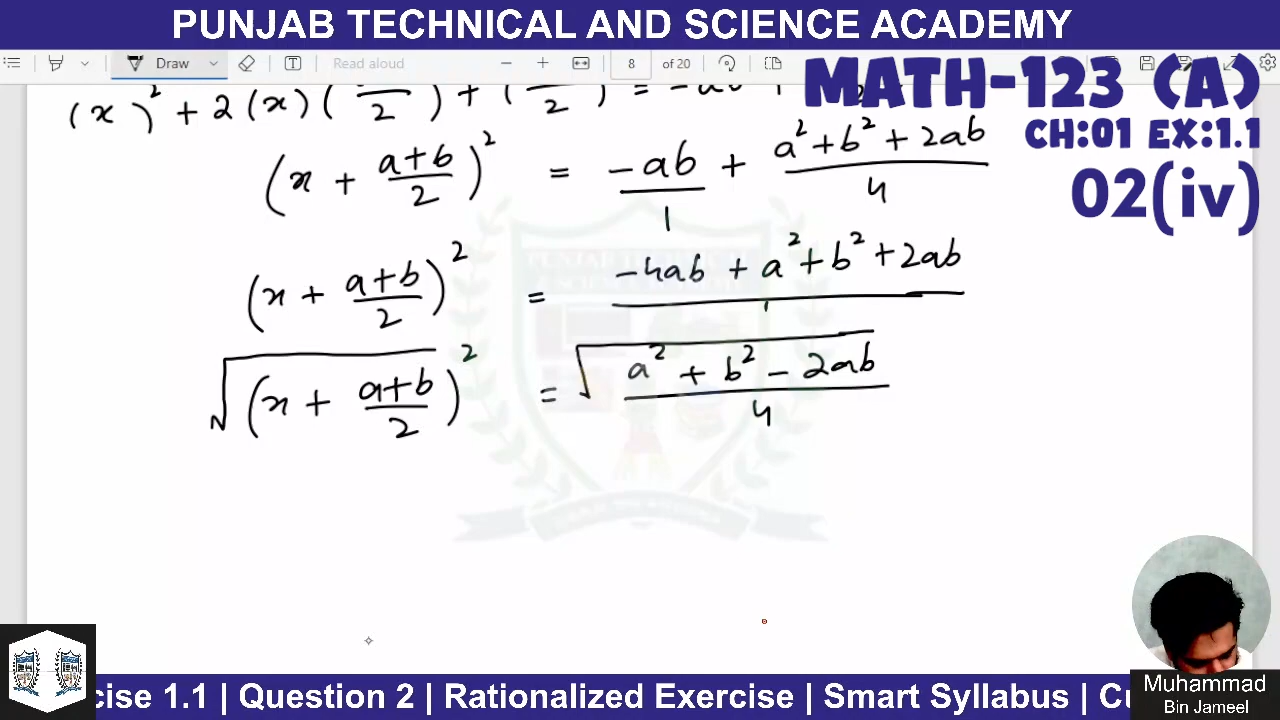 PUNJAB TECHNICAL AND SCIENCE ACADEMY
Draw Read aloud 8 of 20
MATH-123 (A)
CH:01 EX:1.1
02(iv)
(x)² + 2(x)( /2) + ( /2) = -ab +
(x + (a+b)/2)² = -ab/1 + (a²+b²+2ab)/4
(x + (a+b)/2)² = -4ab + a²+b²+2ab
√(x + (a+b)/2)² = √(a² + b² - 2ab)/4
cise 1.1 | Question 2 | Rationalized Exercise | Smart Syllabus | Cu
Muhammad
Bin Jameel